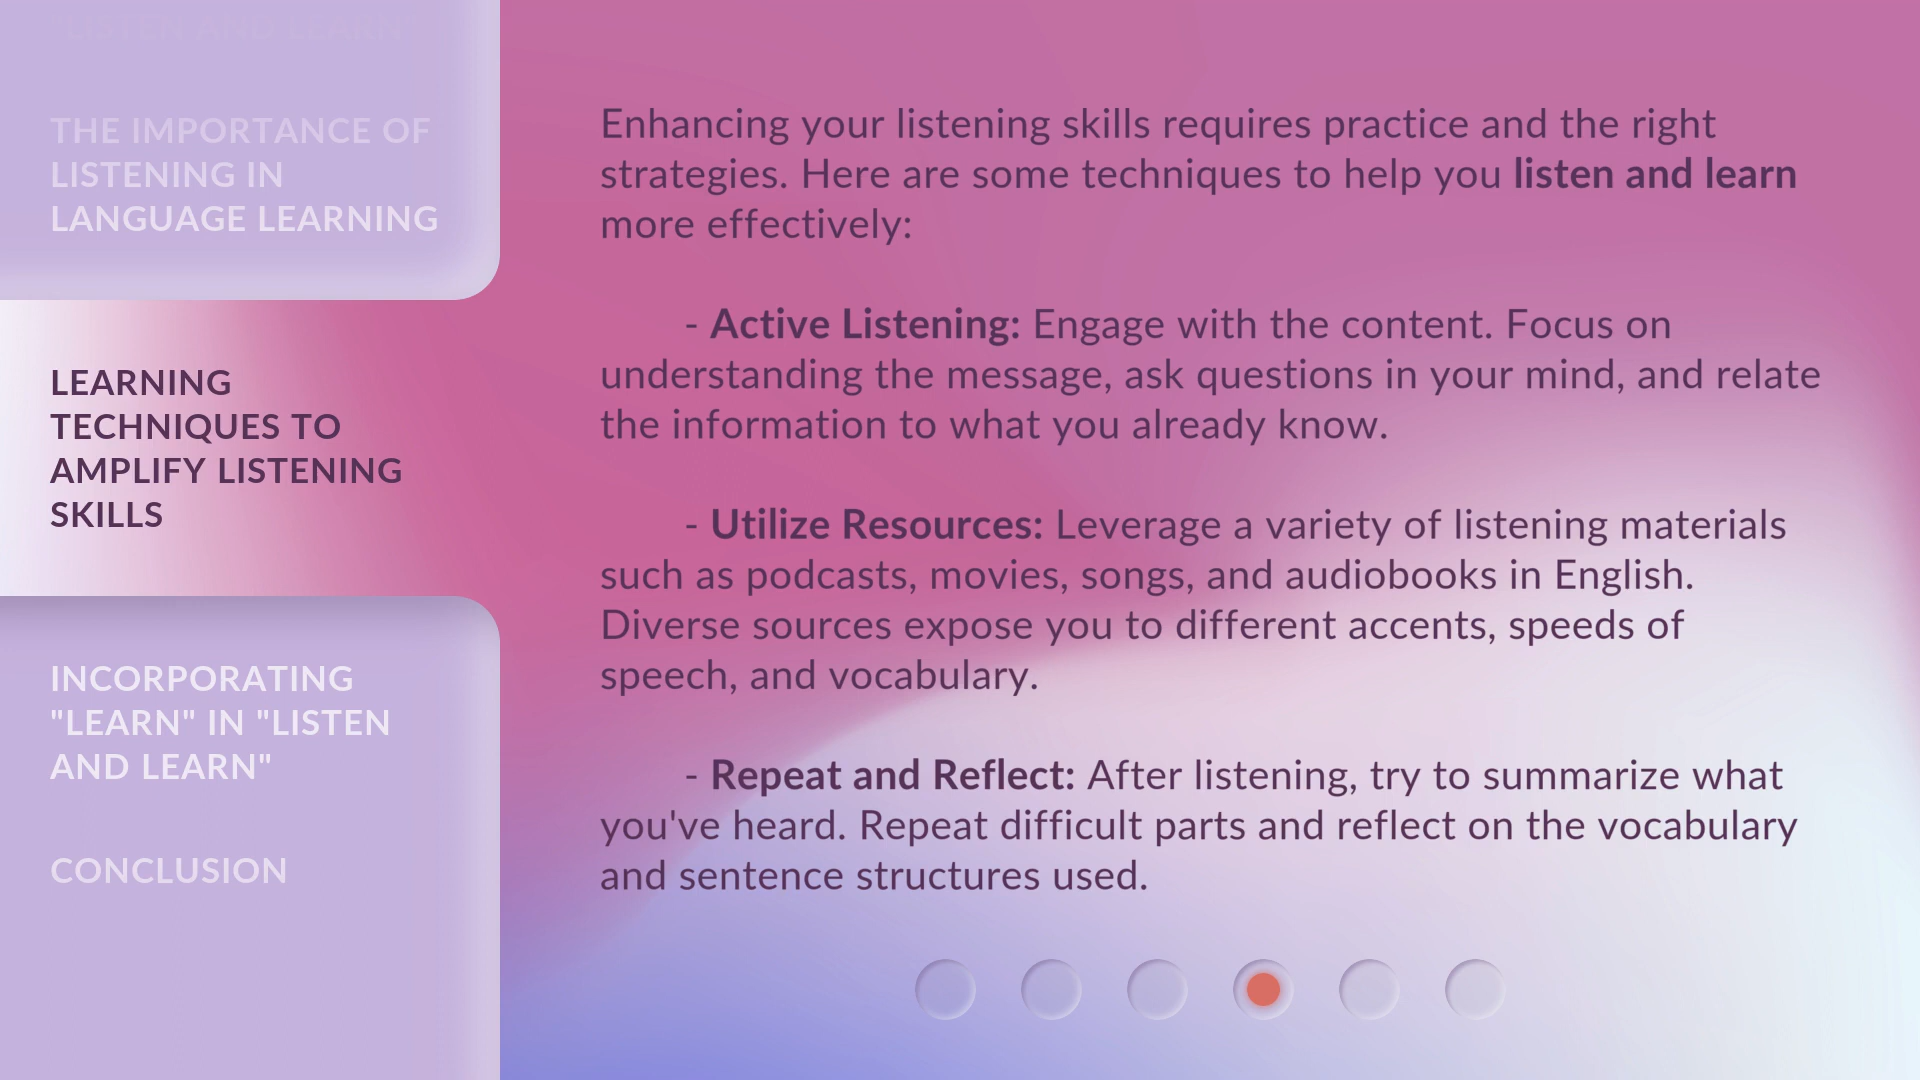 "LISTEN AND LEARN"
THE IMPORTANCE OF
LISTENING IN
LANGUAGE LEARNING
LEARNING
TECHNIQUES TO
AMPLIFY LISTENING
SKILLS
INCORPORATING
"LEARN" IN "LISTEN
AND LEARN"
CONCLUSION
Enhancing your listening skills requires practice and the right
strategies. Here are some techniques to help you listen and learn
more effectively:
- Active Listening: Engage with the content. Focus on
understanding the message, ask questions in your mind, and relate
the information to what you already know.
- Utilize Resources: Leverage a variety of listening materials
such as podcasts, movies, songs, and audiobooks in English.
Diverse sources expose you to different accents, speeds of
speech, and vocabulary.
- Repeat and Reflect: After listening, try to summarize what
you've heard. Repeat difficult parts and reflect on the vocabulary
and sentence structures used.